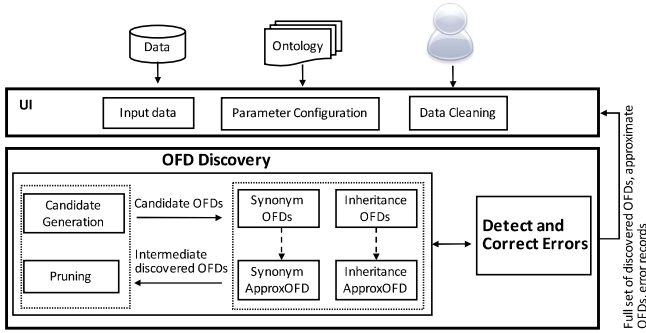 Data
Ontology
UI
Input data
Parameter Configuration
Data Cleaning
OFD Discovery
Candidate
Generation
Candidate OFDs
Synonym
OFDs
Inheritance
OFDs
Pruning
Intermediate
discovered OFDs
Synonym
ApproxOFD
Inheritance
ApproxOFD
Detect and
Correct Errors
Full set of discovered OFDs, approximate
OFDs, error records